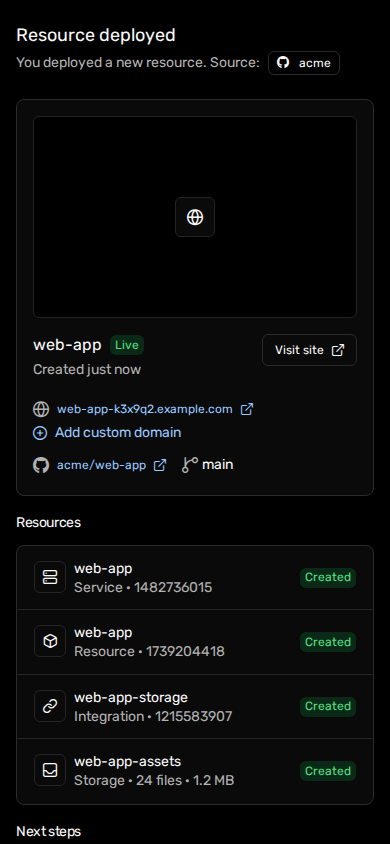 Resource deployed
You deployed a new resource. Source: acme
web-app Live
Visit site
Created just now
web-app-k3x9q2.example.com
Add custom domain
acme/web-app main
Resources
web-app
Service • 1482736015
Created
web-app
Resource • 1739204418
Created
web-app-storage
Integration • 1215583907
Created
web-app-assets
Storage • 24 files • 1.2 MB
Created
Next steps